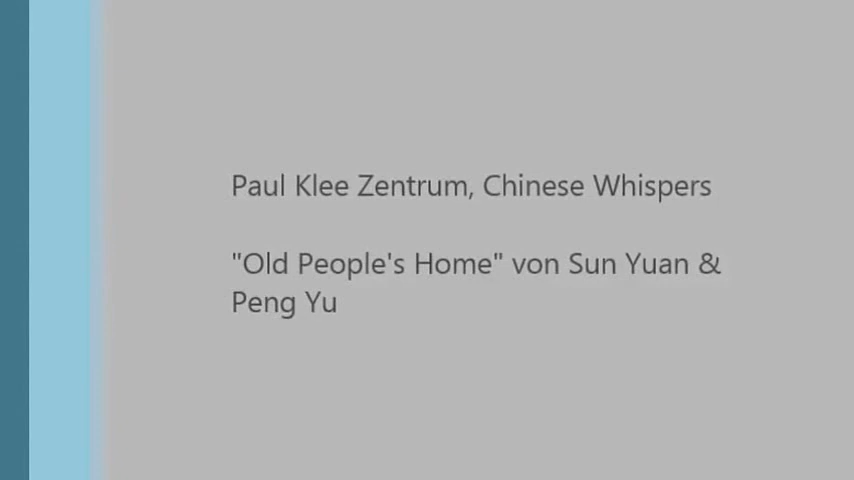 Paul Klee Zentrum, Chinese Whispers
"Old People's Home" von Sun Yuan &
Peng Yu